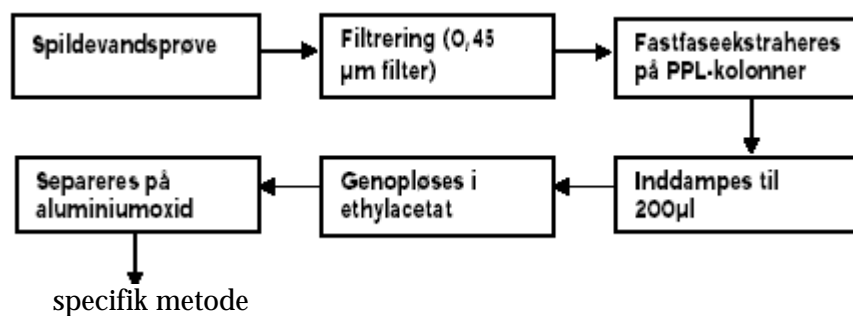 Spildevandsprøve
Filtrering (0,45
µm filter)
Fastfaseekstraheres
på PPL-kolonner
Inddampes til
200µl
Genopløses i
ethylacetat
Separeres på
aluminiumoxid
specifik metode